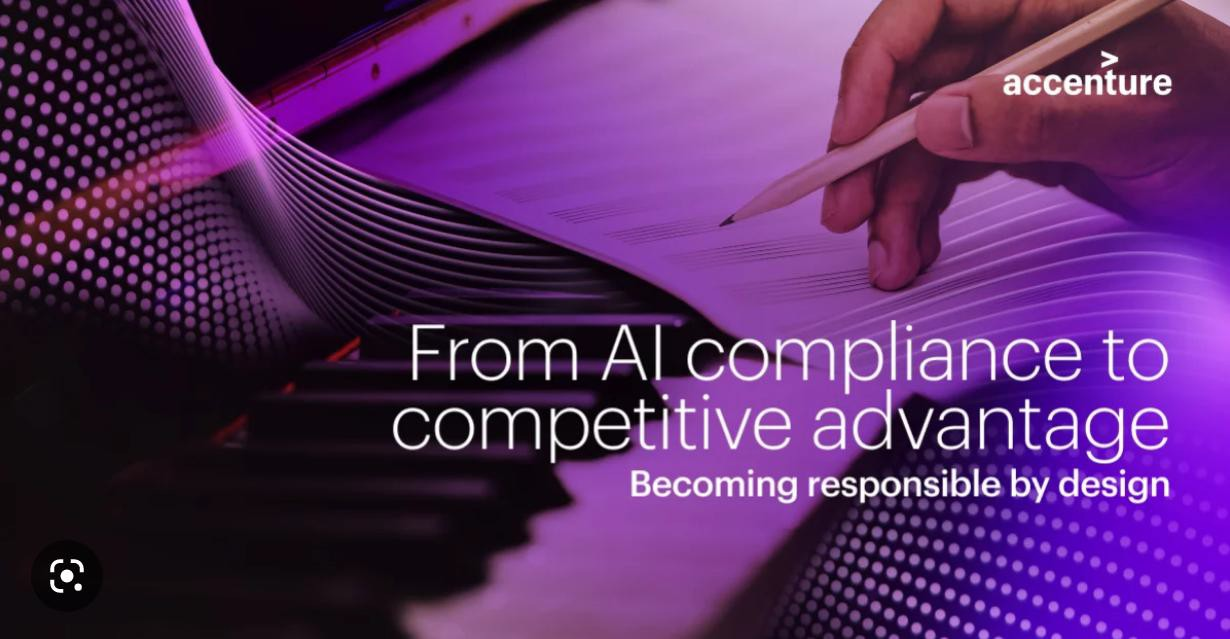 accenture
From AI compliance to
competitive advantage
Becoming responsible by design